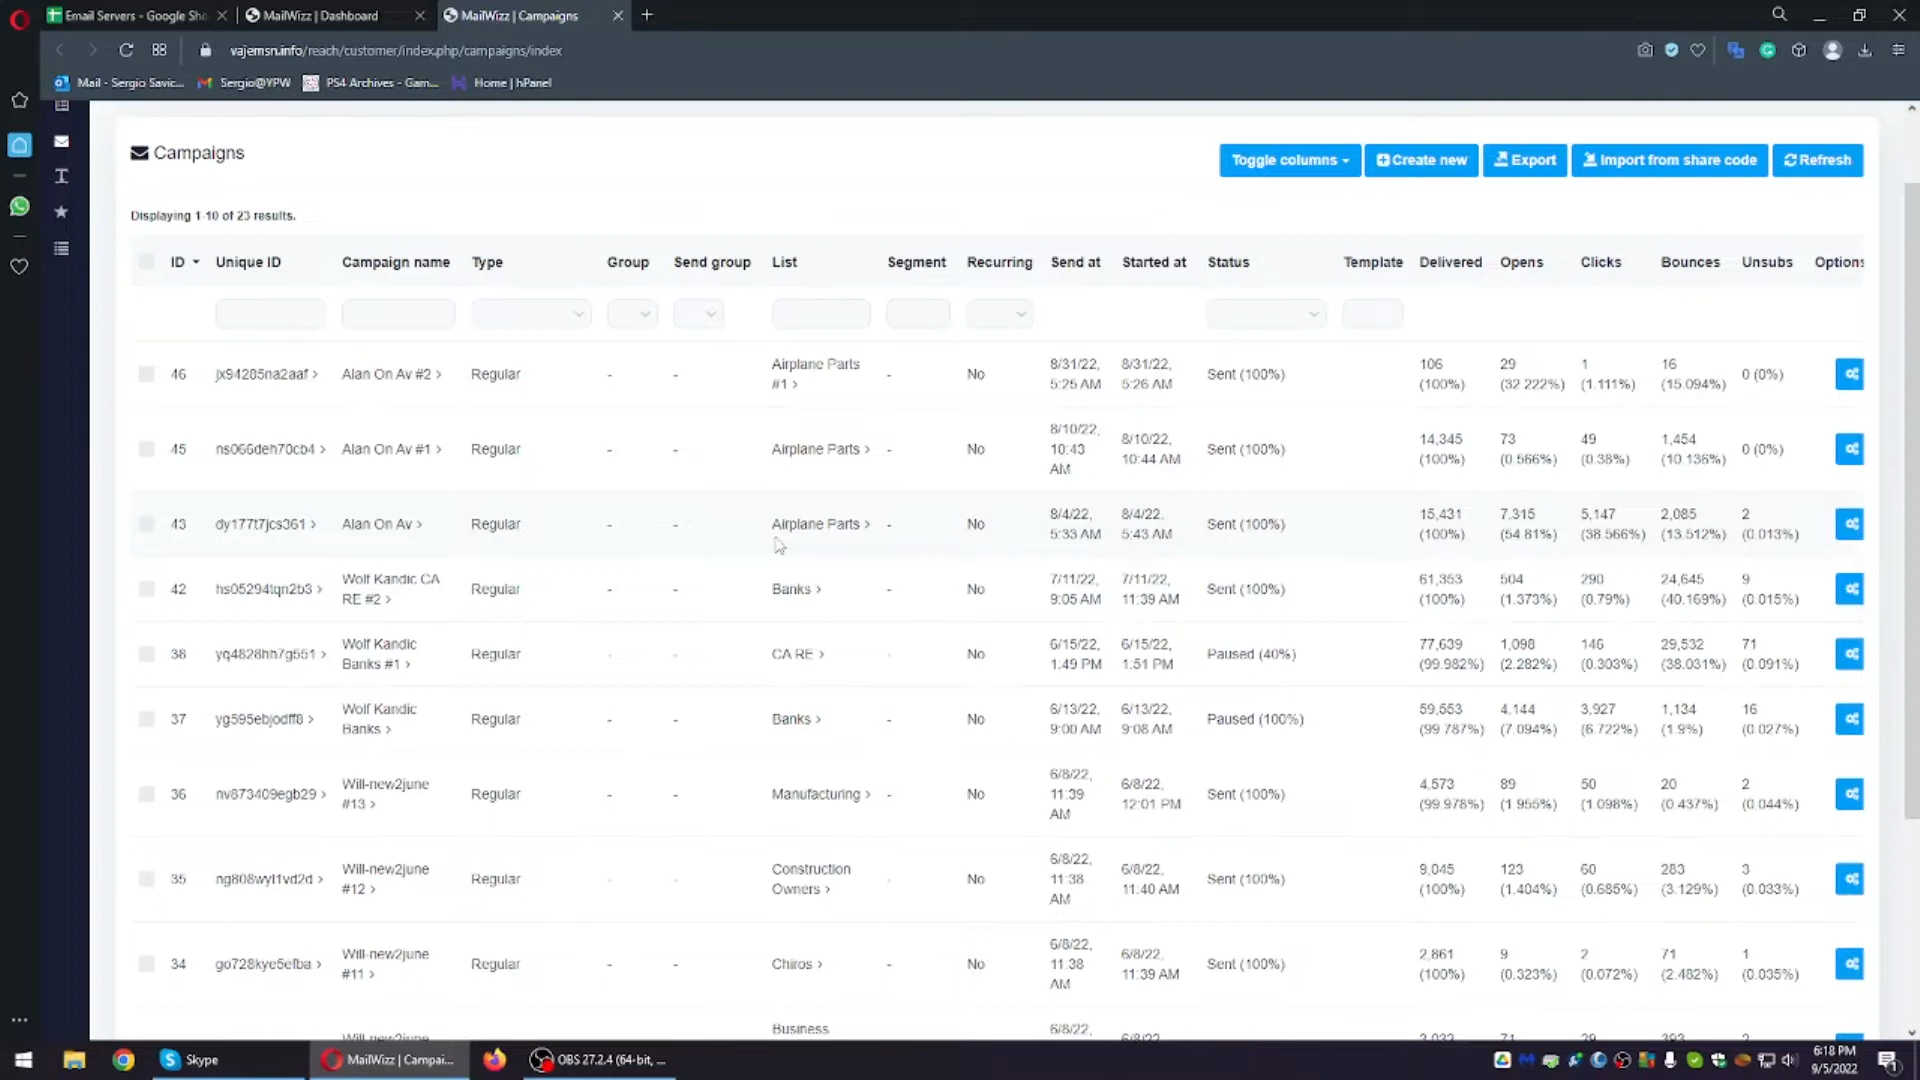 Email Servers - Google She
MailWizz | Dashboard
MailWizz | Campaigns
vajemsn.info/reach/customer/index.php/campaigns/index
Mail - Sergio Savic...
Sergio@YPW
PS4 Archives - Gam...
Home | hPanel
Campaigns
Toggle columns
Create new
Export
Import from share code
Refresh
Displaying 1-10 of 23 results.
ID Unique ID Campaign name Type Group Send group List Segment Recurring Send at Started at Status Template Delivered Opens Clicks Bounces Unsubs Options
46 jx94285na2aaf > Alan On Av #2 > Regular - - Airplane Parts #1 > - No 8/31/22, 5:25 AM 8/31/22, 5:26 AM Sent (100%) 106 (100%) 29 (32.222%) 1 (1.111%) 16 (15.094%) 0 (0%)
45 ns066deh70cb4 > Alan On Av #1 > Regular - - Airplane Parts > - No 8/10/22, 10:43 AM 8/10/22, 10:44 AM Sent (100%) 14,345 (100%) 73 (0.566%) 49 (0.38%) 1,454 (10.136%) 0 (0%)
43 dy177t7jcs361 > Alan On Av > Regular - - Airplane Parts > - No 8/4/22, 5:33 AM 8/4/22, 5:43 AM Sent (100%) 15,431 (100%) 7,315 (54.81%) 5,147 (38.566%) 2,085 (13.512%) 2 (0.013%)
42 hs05294tqn2b3 > Wolf Kandic CA RE #2 > Regular - - Banks > - No 7/11/22, 9:05 AM 7/11/22, 11:39 AM Sent (100%) 61,353 (100%) 504 (1.373%) 290 (0.79%) 24,645 (40.169%) 9 (0.015%)
38 yq4828hh7g551 > Wolf Kandic Banks #1 > Regular - - CA RE > - No 6/15/22, 1:49 PM 6/15/22, 1:51 PM Paused (40%) 77,639 (99.982%) 1,098 (2.282%) 146 (0.303%) 29,532 (38.031%) 71 (0.091%)
37 yg595ebjodff8 > Wolf Kandic Banks > Regular - - Banks > - No 6/13/22, 9:00 AM 6/13/22, 9:08 AM Paused (100%) 59,553 (99.787%) 4,144 (7.094%) 3,927 (6.722%) 1,134 (1.9%) 16 (0.027%)
36 nv873409egb29 > Will-new2june #13 > Regular - - Manufacturing > - No 6/8/22, 11:39 AM 6/8/22, 12:01 PM Sent (100%) 4,573 (99.978%) 89 (1.955%) 50 (1.098%) 20 (0.437%) 2 (0.044%)
35 ng808wyl1vd2d > Will-new2june #12 > Regular - - Construction Owners > - No 6/8/22, 11:38 AM 6/8/22, 11:40 AM Sent (100%) 9,045 (100%) 123 (1.404%) 60 (0.685%) 283 (3.129%) 3 (0.033%)
34 go728kye5efba > Will-new2june #11 > Regular - - Chiros > - No 6/8/22, 11:38 AM 6/8/22, 11:39 AM Sent (100%) 2,861 (100%) 9 (0.323%) 2 (0.072%) 71 (2.482%) 1 (0.035%)
Will-new2june Business 6/8/22, 6/8/22,
Skype
MailWizz | Campai...
OBS 27.2.4 (64-bit, ...
6:18 PM
9/5/2022